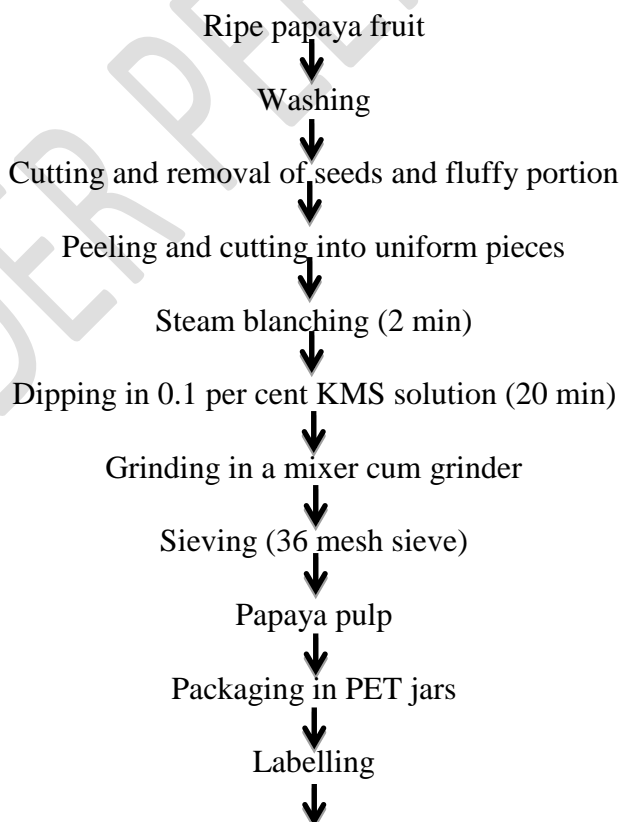 Ripe papaya fruit
Washing
Cutting and removal of seeds and fluffy portion
Peeling and cutting into uniform pieces
Steam blanching (2 min)
Dipping in 0.1 per cent KMS solution (20 min)
Grinding in a mixer cum grinder
Sieving (36 mesh sieve)
Papaya pulp
Packaging in PET jars
Labelling